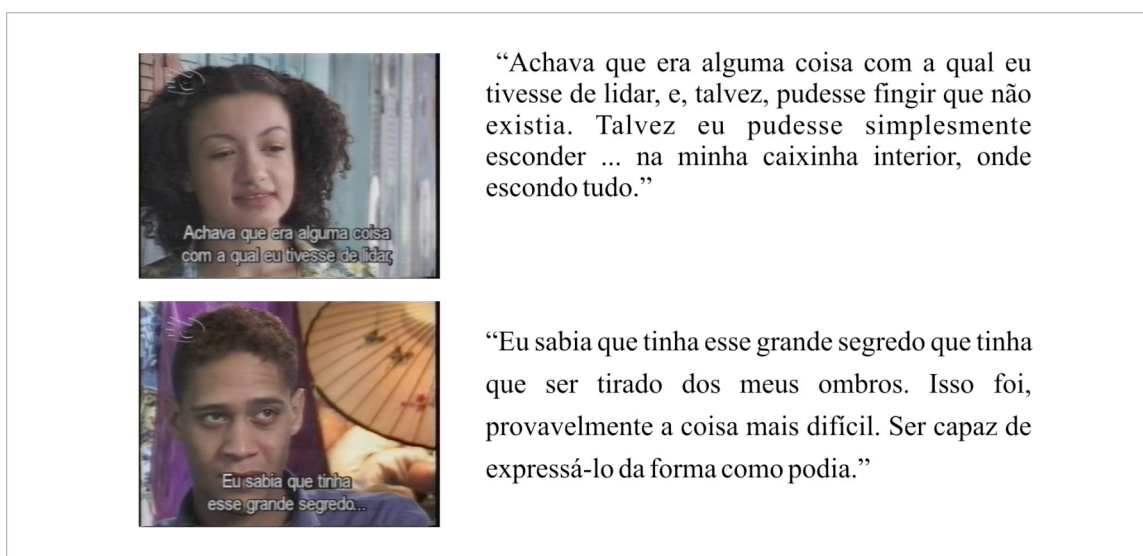 “Achava que era alguma coisa com a qual eu
tivesse de lidar, e, talvez, pudesse fingir que não
existia. Talvez eu pudesse simplesmente
esconder ... na minha caixinha interior, onde
escondo tudo.”
Achava que era alguma coisa
com a qual eu tivesse de lidar,
“Eu sabia que tinha esse grande segredo que tinha
que ser tirado dos meus ombros. Isso foi,
provavelmente a coisa mais difícil. Ser capaz de
expressá-lo da forma como podia.”
Eu sabia que tinha
esse grande segredo...